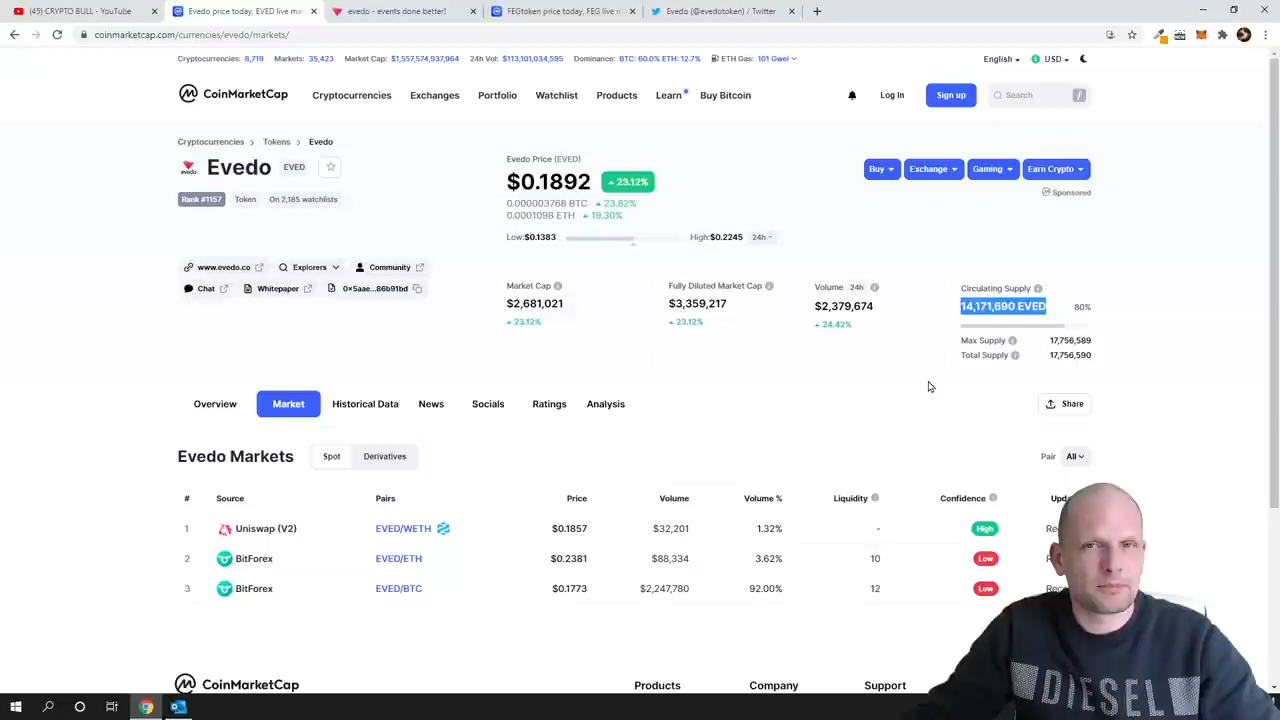 (45) CRYPTO BULL - YouTube
Evedo price today, EVED live ma
evedo - events done better!
FEGtoken price today, FEG live m
Evedo (@evedotoken) / Twitter
coinmarketcap.com/currencies/evedo/markets/
Cryptocurrencies: 8,719 Markets: 35,423 Market Cap: $1,557,574,937,964 24h Vol: $113,101,034,595 Dominance: BTC: 60.0% ETH: 12.7% ETH Gas: 101 Gwei
English USD
CoinMarketCap Cryptocurrencies Exchanges Portfolio Watchlist Products Learn Buy Bitcoin Log In Sign up Search /
Cryptocurrencies > Tokens > Evedo
evedo Evedo EVED
Rank #1157 Token On 2,185 watchlists
Evedo Price (EVED)
$0.1892 23.12%
0.000003768 BTC 23.82%
0.0001098 ETH 19.30%
Low:$0.1383 High:$0.2245 24h
Buy Exchange Gaming Earn Crypto
Sponsored
www.evedo.co Explorers Community
Chat Whitepaper 0x5aae...86b91bd
Market Cap
$2,681,021
23.12%
Fully Diluted Market Cap
$3,359,217
23.12%
Volume 24h
$2,379,674
24.42%
Circulating Supply
14,171,690 EVED 80%
Max Supply 17,756,589
Total Supply 17,756,590
Overview Market Historical Data News Socials Ratings Analysis Share
Evedo Markets Spot Derivatives Pair All
# Source Pairs Price Volume Volume % Liquidity Confidence
1 Uniswap (V2) EVED/WETH $0.1857 $32,201 1.32% - High
2 BitForex EVED/ETH $0.2381 $88,334 3.62% 10 Low
3 BitForex EVED/BTC $0.1773 $2,247,780 92.00% 12 Low
CoinMarketCap Products Company Support
DIESEL